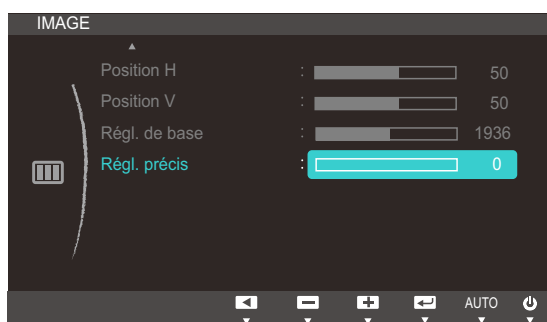 IMAGE
Position H : 50
Position V : 50
Régl. de base : 1936
Régl. précis : 0
AUTO